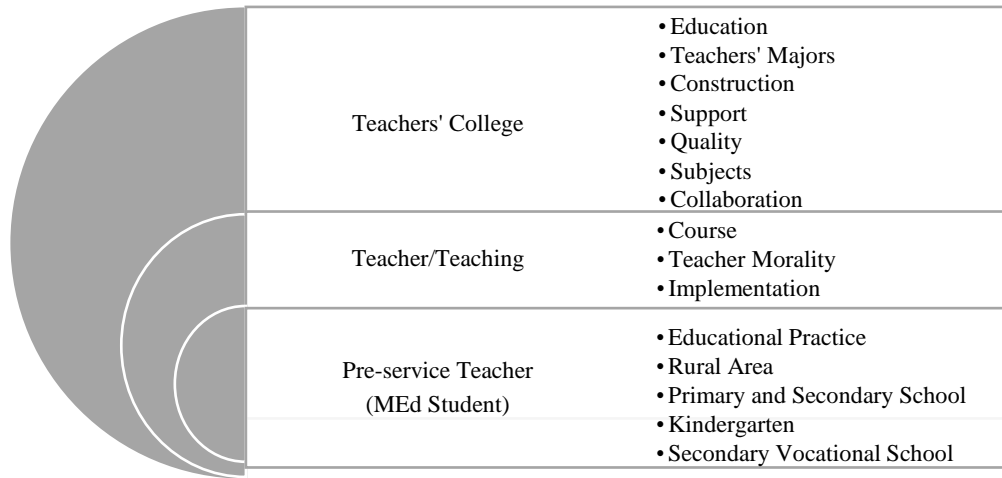 Teachers' College
• Education
• Teachers' Majors
• Construction
• Support
• Quality
• Subjects
• Collaboration
Teacher/Teaching
• Course
• Teacher Morality
• Implementation
Pre-service Teacher
(MEd Student)
• Educational Practice
• Rural Area
• Primary and Secondary School
• Kindergarten
• Secondary Vocational School